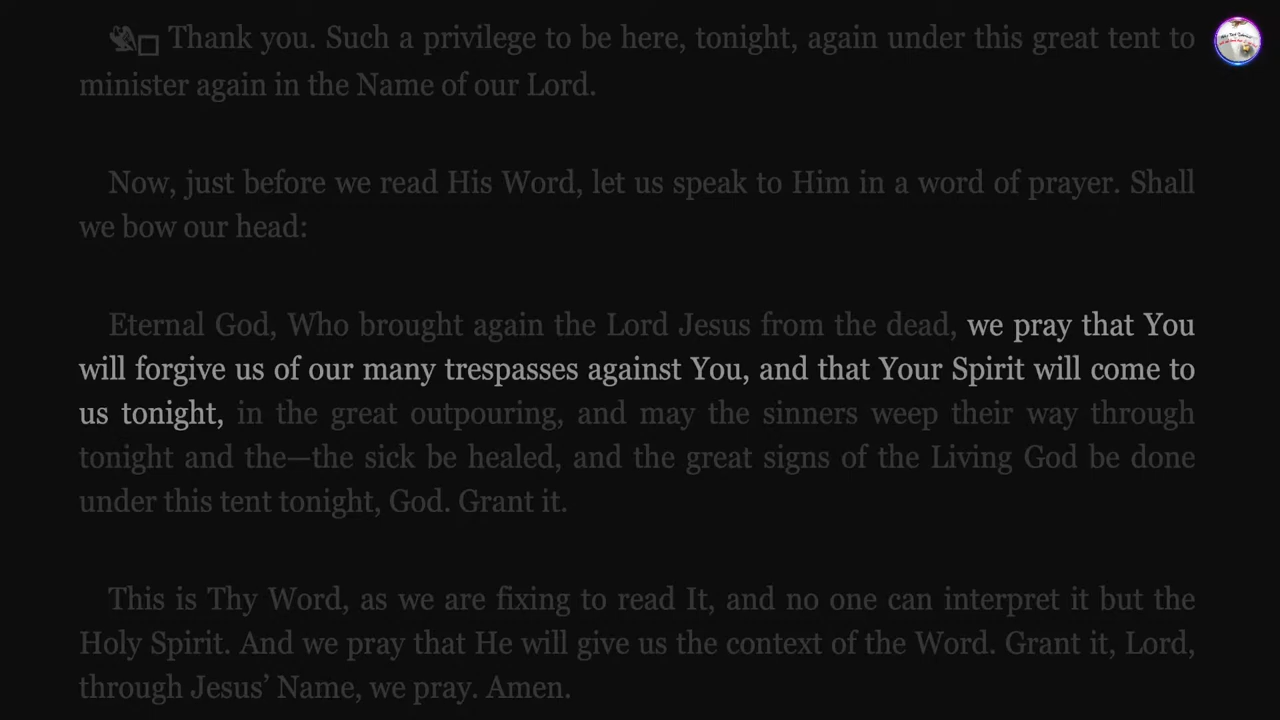 Thank you. Such a privilege to be here, tonight, again under this great tent to
minister again in the Name of our Lord.
Now, just before we read His Word, let us speak to Him in a word of prayer. Shall
we bow our head:
Eternal God, Who brought again the Lord Jesus from the dead, we pray that You
will forgive us of our many trespasses against You, and that Your Spirit will come to
us tonight, in the great outpouring, and may the sinners weep their way through
tonight and the—the sick be healed, and the great signs of the Living God be done
under this tent tonight, God. Grant it.
This is Thy Word, as we are fixing to read It, and no one can interpret it but the
Holy Spirit. And we pray that He will give us the context of the Word. Grant it, Lord,
through Jesus’ Name, we pray. Amen.